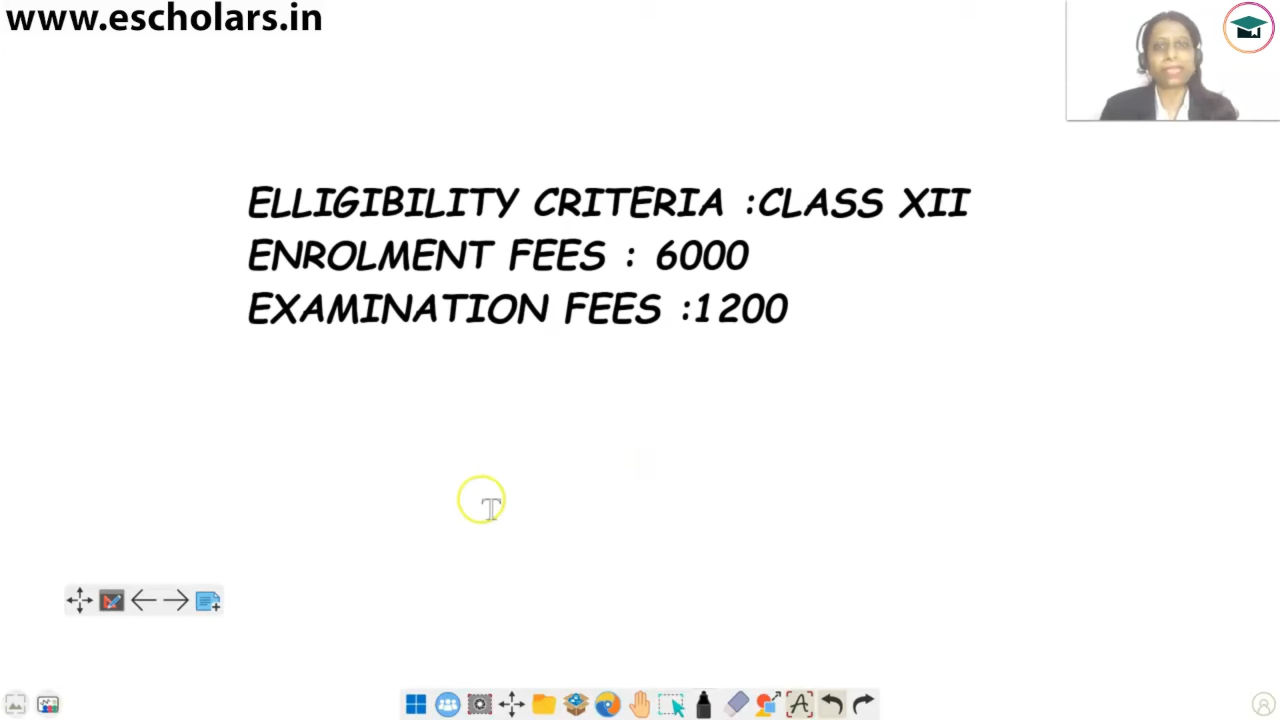 www.escholars.in
ELLIGIBILITY CRITERIA :CLASS XII
ENROLMENT FEES : 6000
EXAMINATION FEES :1200